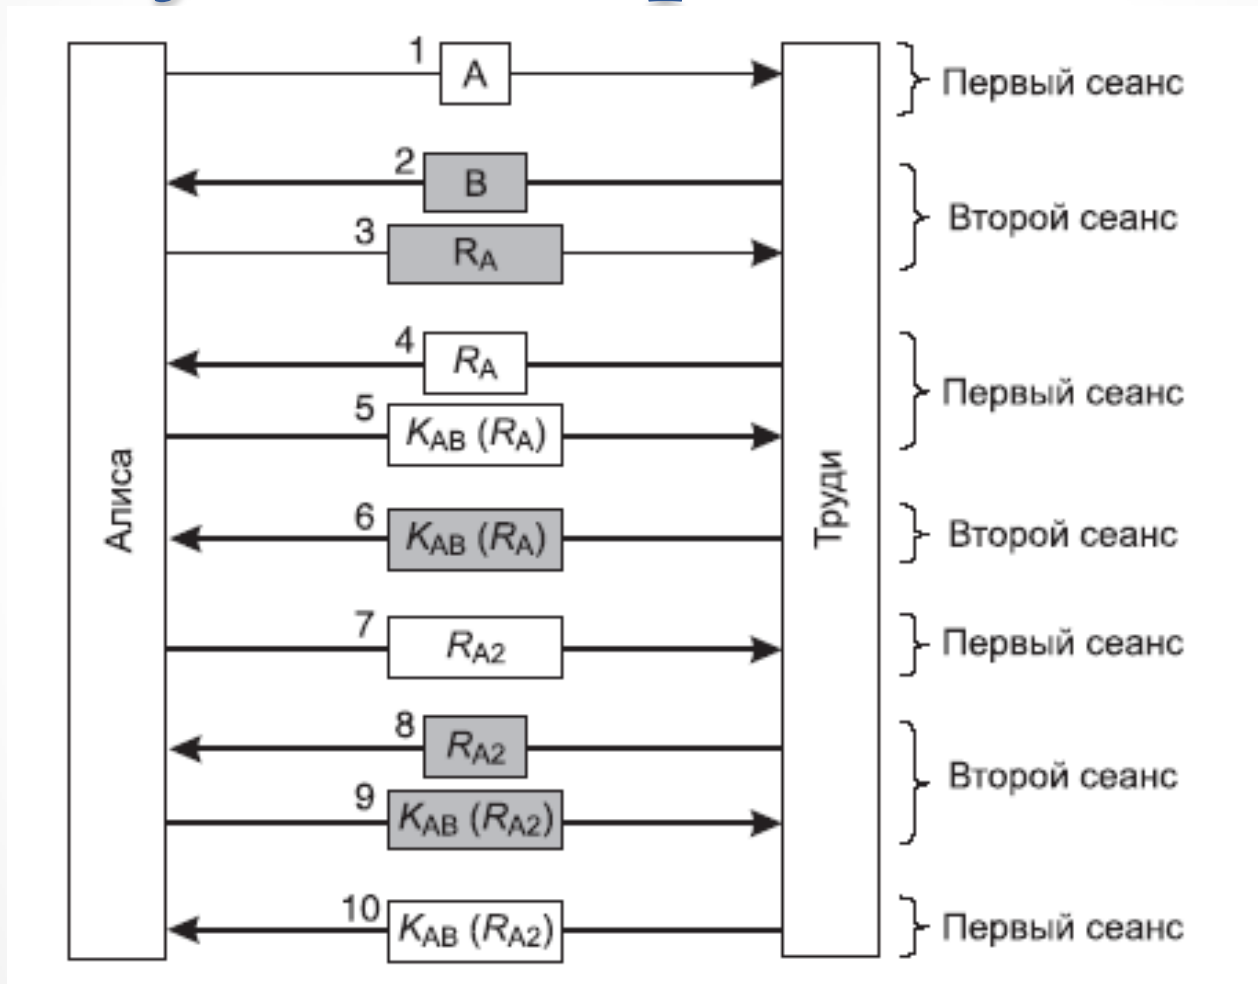 1 A Первый сеанс
2 B
Второй сеанс
3 RA
4 RA
Первый сеанс
5 KAB (RA)
Алиса
Труди
6 KAB (RA) Второй сеанс
7 RA2 Первый сеанс
8 RA2
Второй сеанс
9 KAB (RA2)
10 KAB (RA2) Первый сеанс